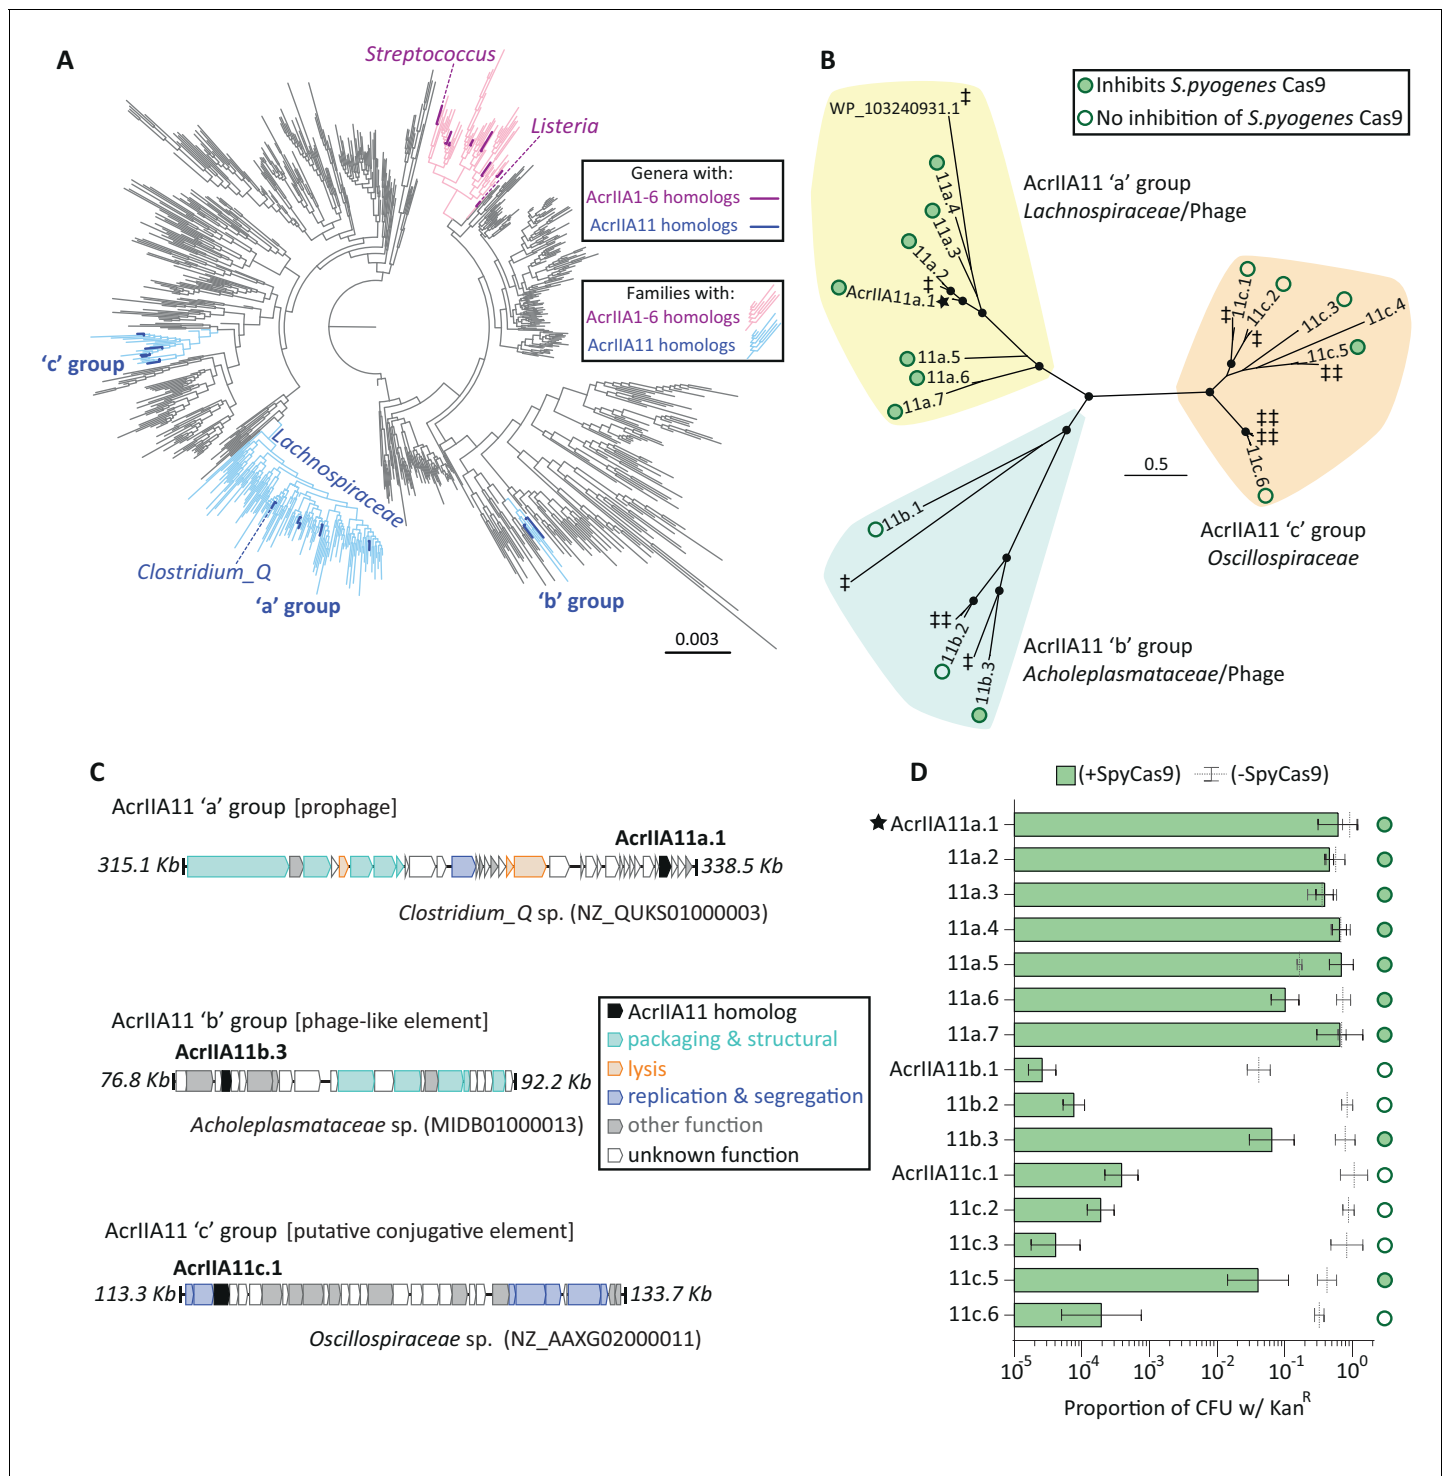 A
Streptococcus
Listeria
Genera with:
AcrIIA1-6 homologs
AcrIIA11 homologs
Families with:
AcrIIA1-6 homologs
AcrIIA11 homologs
'c' group
Lachnospiraceae
Clostridium_Q
'a' group
'b' group
0.003
B
Inhibits S.pyogenes Cas9
No inhibition of S.pyogenes Cas9
WP_103240931.1‡
11a.4
11a.3
11a.2
‡
AcrIIA11a.1
11a.5
11a.6
11a.7
AcrIIA11 'a' group
Lachnospiraceae/Phage
11c.1
11c.2
11c.3
11c.4
11c.5
‡
‡
‡‡
‡‡
‡‡
11c.6
0.5
AcrIIA11 'c' group
Oscillospiraceae
11b.1
‡
‡‡
11b.2
‡
11b.3
AcrIIA11 'b' group
Acholeplasmataceae/Phage
C
AcrIIA11 'a' group [prophage]
AcrIIA11a.1
315.1 Kb
338.5 Kb
Clostridium_Q sp. (NZ_QUKS01000003)
AcrIIA11 'b' group [phage-like element]
AcrIIA11b.3
76.8 Kb
92.2 Kb
Acholeplasmataceae sp. (MIDB01000013)
AcrIIA11 homolog
packaging & structural
lysis
replication & segregation
other function
unknown function
AcrIIA11 'c' group [putative conjugative element]
AcrIIA11c.1
113.3 Kb
133.7 Kb
Oscillospiraceae sp. (NZ_AAXG02000011)
D
(+SpyCas9)
(-SpyCas9)
AcrIIA11a.1
11a.2
11a.3
11a.4
11a.5
11a.6
11a.7
AcrIIA11b.1
11b.2
11b.3
AcrIIA11c.1
11c.2
11c.3
11c.5
11c.6
10^-5 10^-4 10^-3 10^-2 10^-1 10^0
Proportion of CFU w/ Kan^R